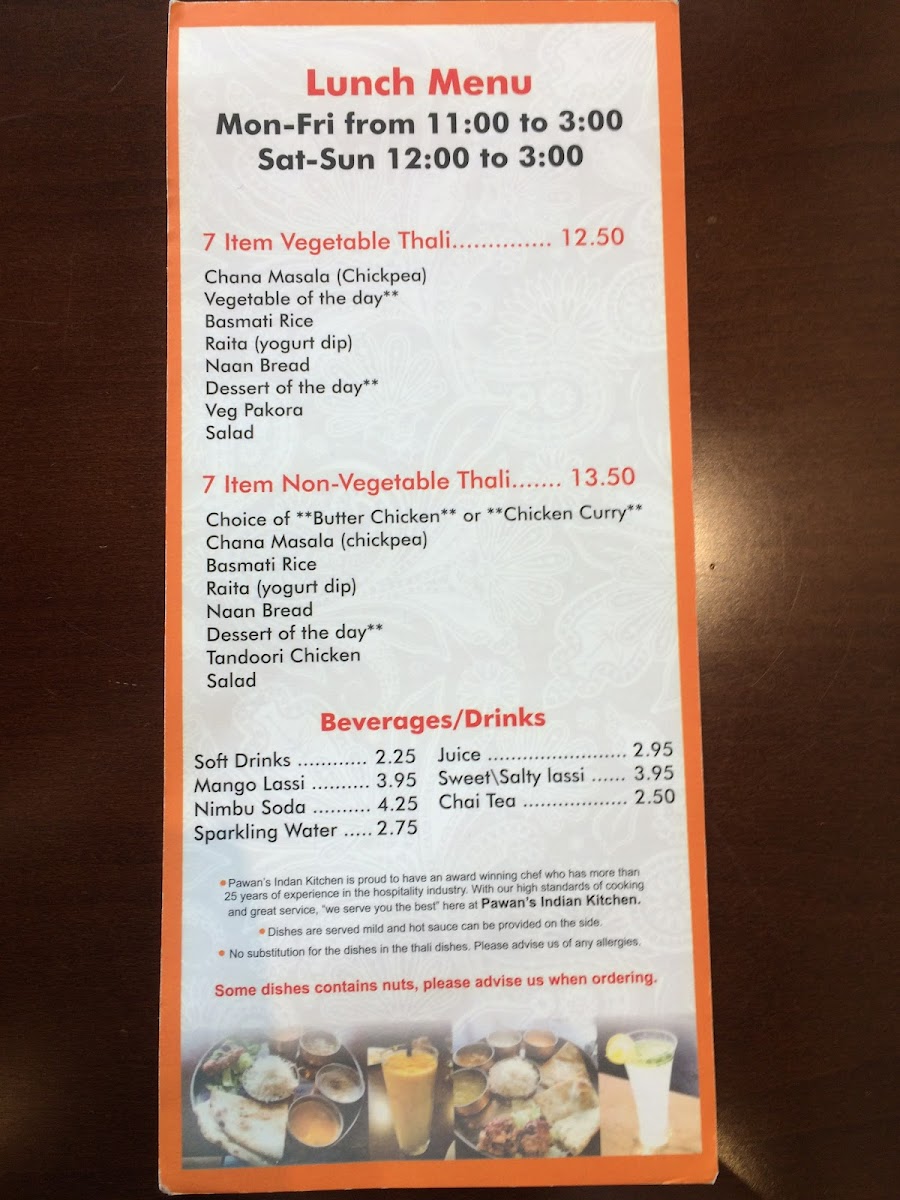 Lunch Menu
Mon-Fri from 11:00 to 3:00
Sat-Sun 12:00 to 3:00
7 Item Vegetable Thali.............. 12.50
Chana Masala (Chickpea)
Vegetable of the day**
Basmati Rice
Raita (yogurt dip)
Naan Bread
Dessert of the day**
Veg Pakora
Salad
7 Item Non-Vegetable Thali....... 13.50
Choice of **Butter Chicken** or **Chicken Curry**
Chana Masala (chickpea)
Basmati Rice
Raita (yogurt dip)
Naan Bread
Dessert of the day**
Tandoori Chicken
Salad
Beverages/Drinks
Soft Drinks ............ 2.25
Mango Lassi .......... 3.95
Nimbu Soda .......... 4.25
Sparkling Water ..... 2.75
Juice ........................ 2.95
Sweet\Salty lassi ...... 3.95
Chai Tea .................. 2.50
•Pawan's Indan Kitchen is proud to have an award winning chef who has more than
25 years of experience in the hospitality industry. With our high standards of cooking
and great service, "we serve you the best" here at Pawan's Indian Kitchen.
• Dishes are served mild and hot sauce can be provided on the side.
• No substitution for the dishes in the thali dishes. Please advise us of any allergies.
Some dishes contains nuts, please advise us when ordering.